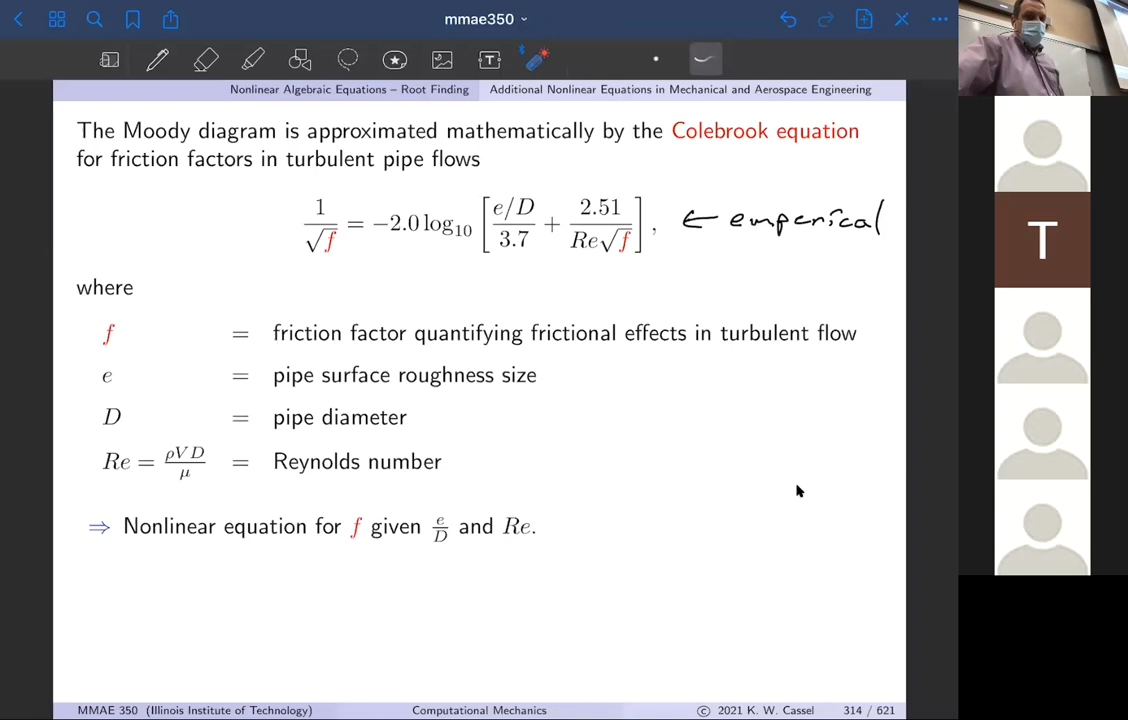 mmae350
Nonlinear Algebraic Equations – Root Finding Additional Nonlinear Equations in Mechanical and Aerospace Engineering
The Moody diagram is approximated mathematically by the Colebrook equation
for friction factors in turbulent pipe flows
1/√f = −2.0 log₁₀ [ (e/D)/3.7 + 2.51/(Re√f) ] , ← emperical
where
f = friction factor quantifying frictional effects in turbulent flow
e = pipe surface roughness size
D = pipe diameter
Re = ρVD/μ = Reynolds number
⇒ Nonlinear equation for f given e/D and Re.
T
MMAE 350 (Illinois Institute of Technology) Computational Mechanics © 2021 K. W. Cassel 314 / 621